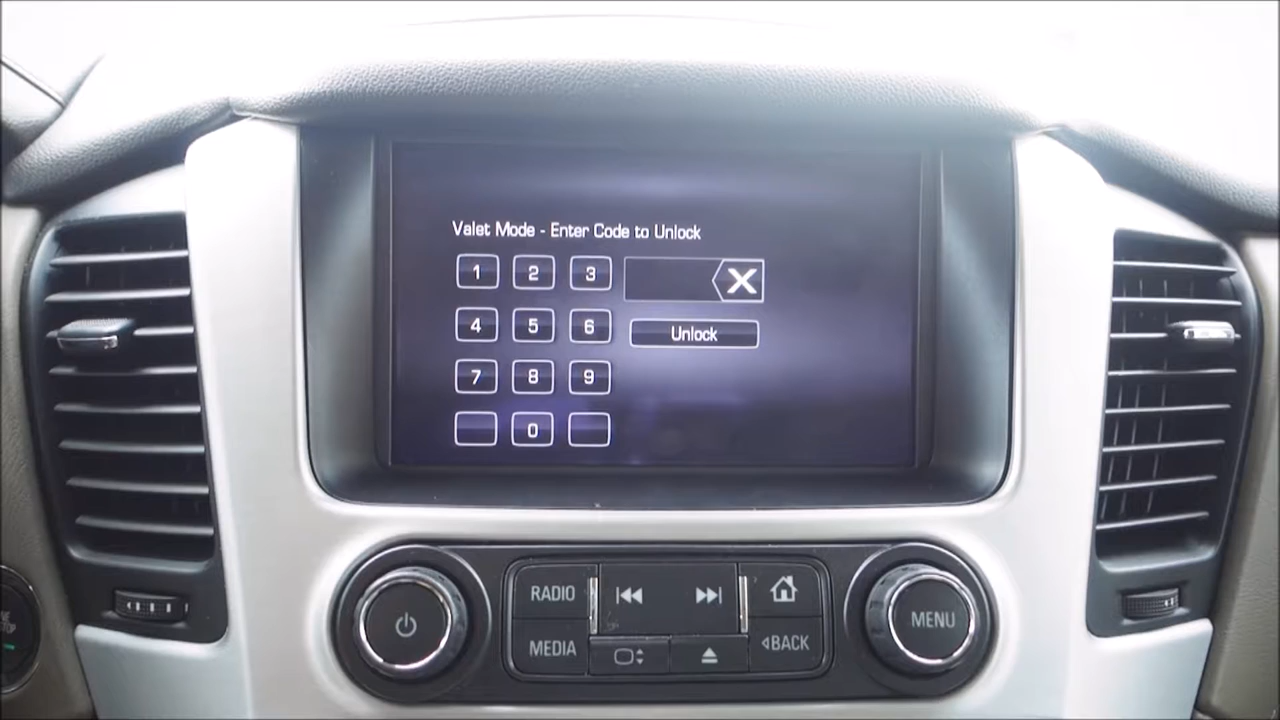 Valet Mode - Enter Code to Unlock
1 2 3
4 5 6
Unlock
7 8 9
0
RADIO
MEDIA
BACK
MENU